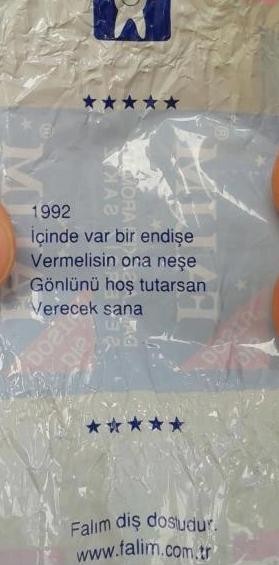 ★★★★★
1992
İçinde var bir endişe
Vermelisin ona neşe
Gönlünü hoş tutarsan
Verecek sana
★★★★★
Falım diş dostudur.
www.falim.com.tr